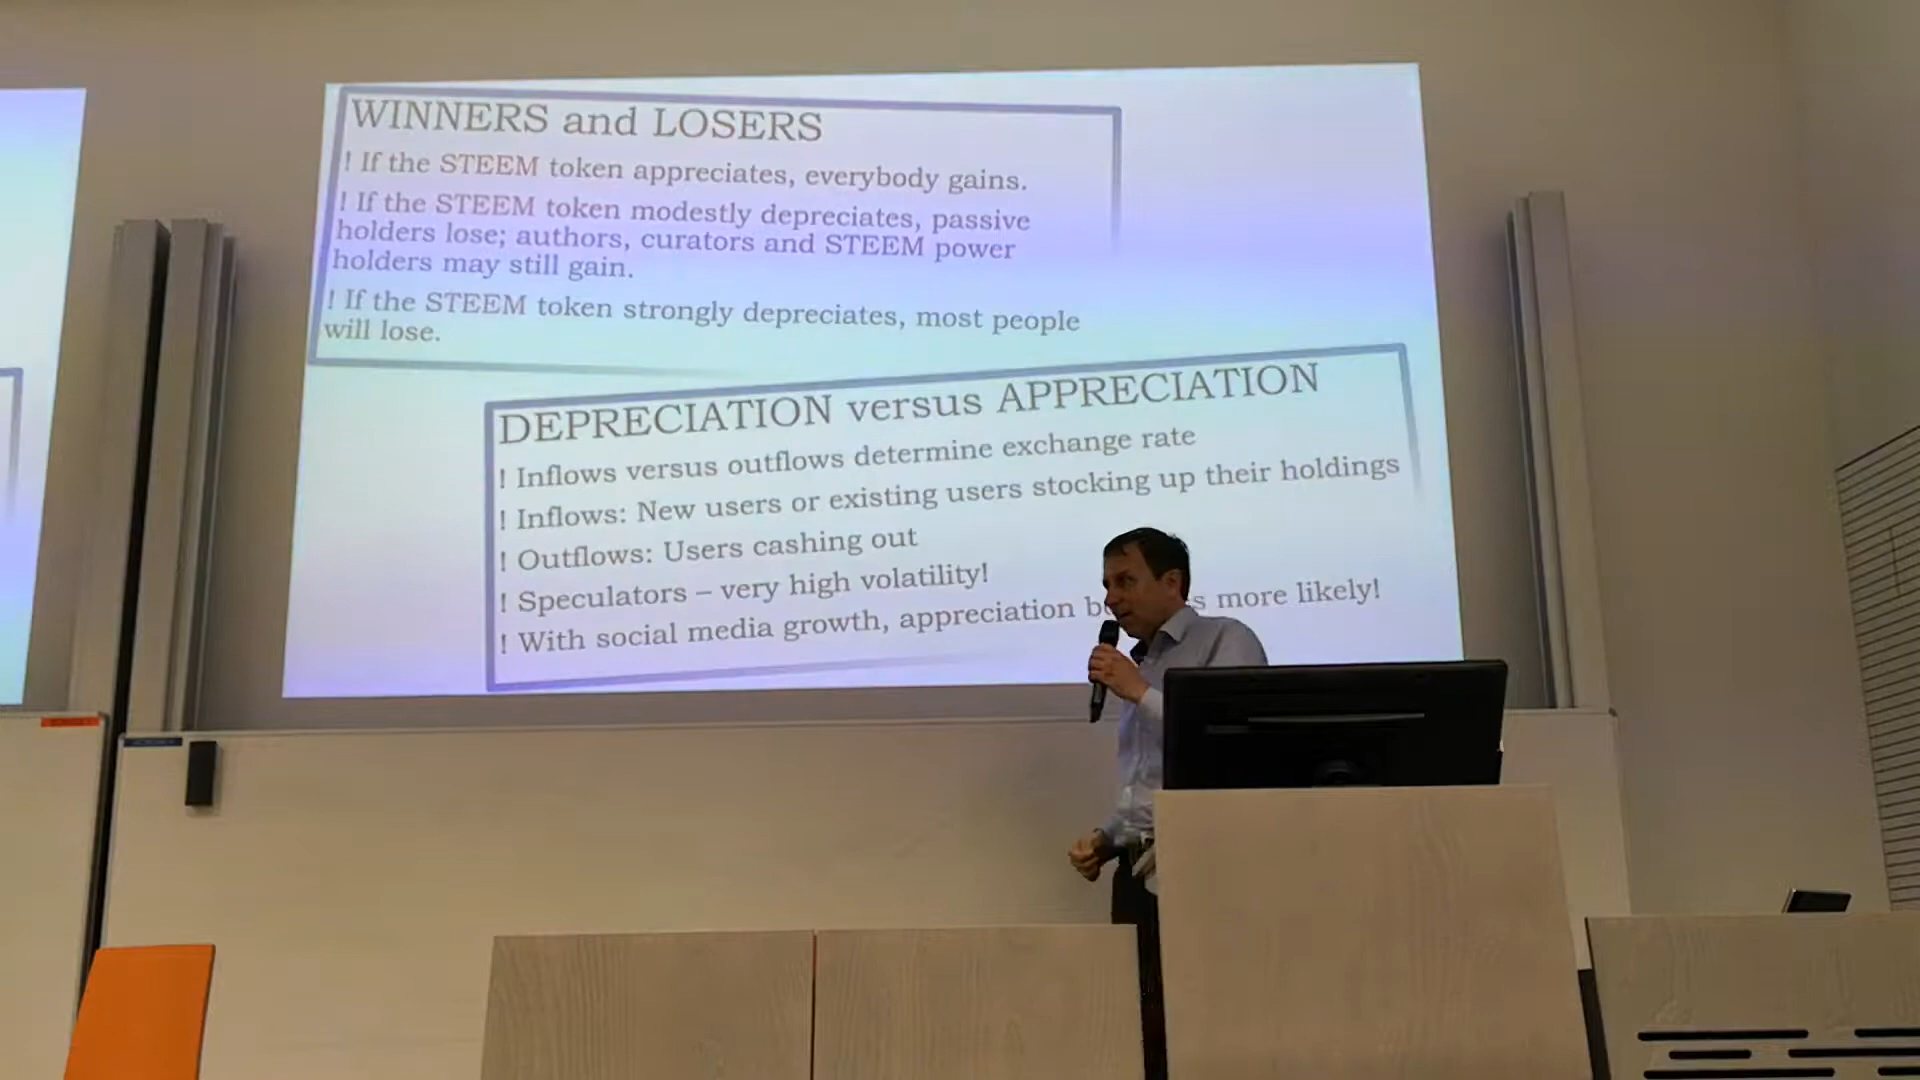 WINNERS and LOSERS
! If the STEEM token appreciates, everybody gains.
! If the STEEM token modestly depreciates, passive
holders lose; authors, curators and STEEM power
holders may still gain.
! If the STEEM token strongly depreciates, most people
will lose.
DEPRECIATION versus APPRECIATION
! Inflows versus outflows determine exchange rate
! Inflows: New users or existing users stocking up their holdings
! Outflows: Users cashing out
! Speculators – very high volatility!
! With social media growth, appreciation more likely!